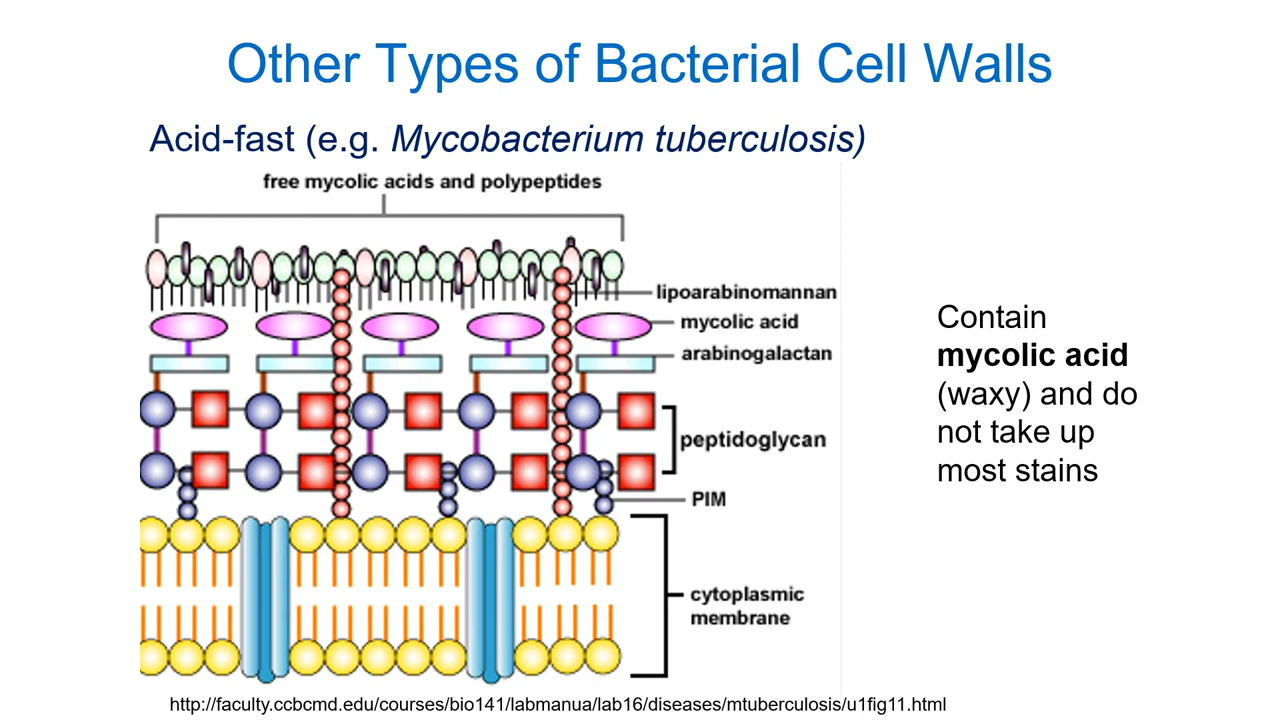 Other Types of Bacterial Cell Walls
Acid-fast (e.g. Mycobacterium tuberculosis)
free mycolic acids and polypeptides
lipoarabinomannan
mycolic acid
arabinogalactan
peptidoglycan
PIM
cytoplasmic
membrane
Contain
mycolic acid
(waxy) and do
not take up
most stains
http://faculty.ccbcmd.edu/courses/bio141/labmanua/lab16/diseases/mtuberculosis/u1fig11.html